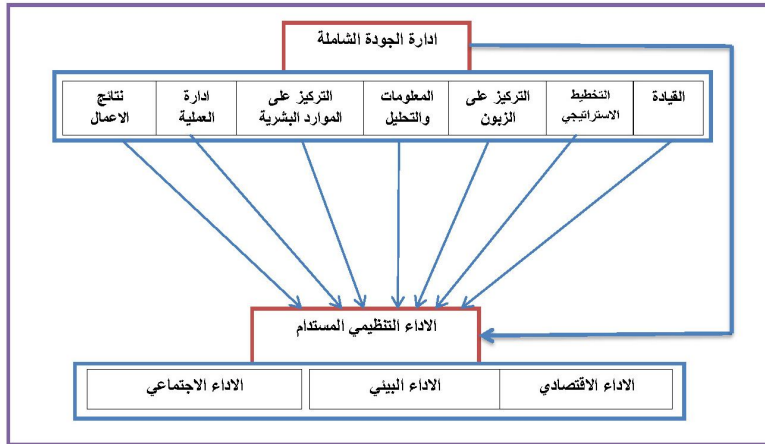 ادارة الجودة الشاملة
القيادة
التخطيط
الاستراتيجي
التركيز على
الزبون
المعلومات
والتحليل
التركيز على
الموارد البشرية
ادارة
العملية
نتائج
الاعمال
الاداء التنظيمي المستدام
الاداء الاقتصادي
الاداء البيئي
الاداء الاجتماعي